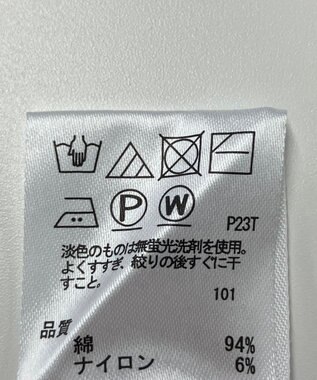 P W
P23T
淡色のものは無蛍光洗剤を使用。
よくすすぎ、絞りの後すぐに干
すこと。
101
品質
綿 94%
ナイロン 6%